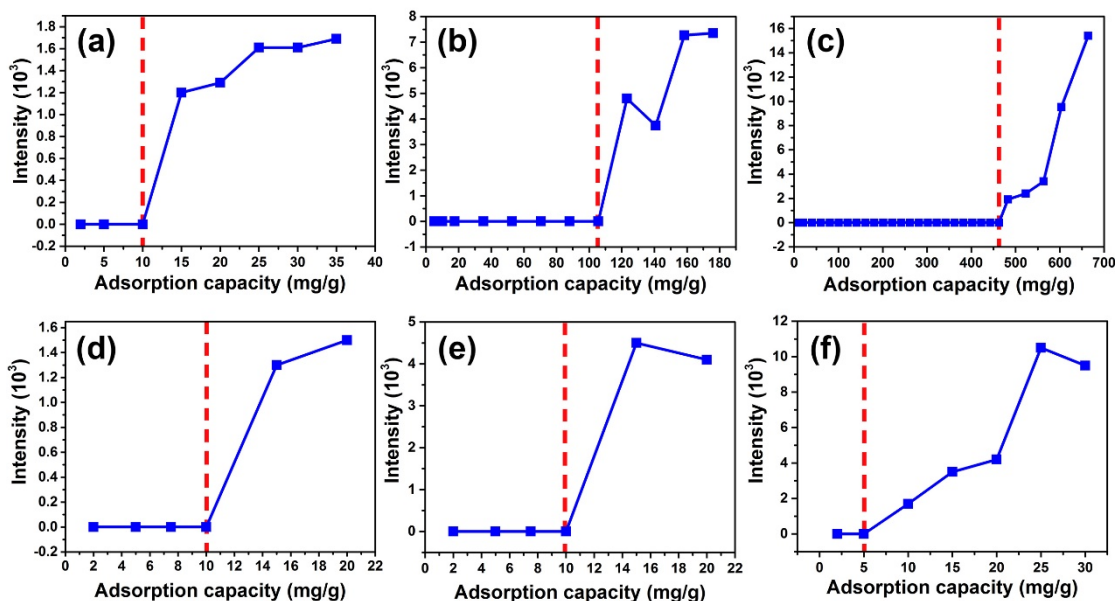 (a)
Intensity (10³)
1.8
1.6
1.4
1.2
1.0
0.8
0.6
0.4
0.2
0.0
-0.2
0 5 10 15 20 25 30 35 40
Adsorption capacity (mg/g)
(b)
Intensity (10³)
8
7
6
5
4
3
2
1
0
-1
0 20 40 60 80 100 120 140 160 180
Adsorption capacity (mg/g)
(c)
Intensity (10³)
16
14
12
10
8
6
4
2
0
-2
0 100 200 300 400 500 600 700
Adsorption capacity (mg/g)
(d)
Intensity (10³)
1.6
1.4
1.2
1.0
0.8
0.6
0.4
0.2
0.0
-0.2
0 2 4 6 8 10 12 14 16 18 20 22
Adsorption capacity (mg/g)
(e)
Intensity (10³)
5
4
3
2
1
0
0 2 4 6 8 10 12 14 16 18 20 22
Adsorption capacity (mg/g)
(f)
Intensity (10³)
12
10
8
6
4
2
0
0 5 10 15 20 25 30
Adsorption capacity (mg/g)